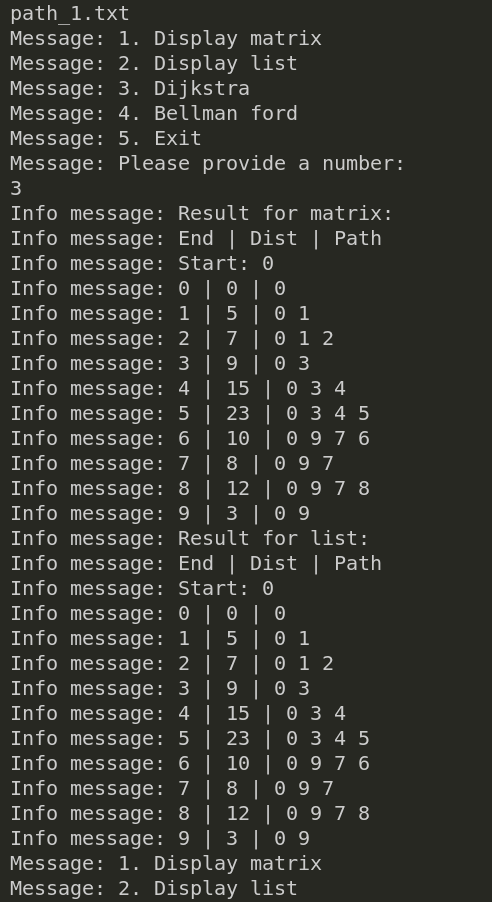 path_1.txt
Message: 1. Display matrix
Message: 2. Display list
Message: 3. Dijkstra
Message: 4. Bellman ford
Message: 5. Exit
Message: Please provide a number:
3
Info message: Result for matrix:
Info message: End | Dist | Path
Info message: Start: 0
Info message: 0 | 0 | 0
Info message: 1 | 5 | 0 1
Info message: 2 | 7 | 0 1 2
Info message: 3 | 9 | 0 3
Info message: 4 | 15 | 0 3 4
Info message: 5 | 23 | 0 3 4 5
Info message: 6 | 10 | 0 9 7 6
Info message: 7 | 8 | 0 9 7
Info message: 8 | 12 | 0 9 7 8
Info message: 9 | 3 | 0 9
Info message: Result for list:
Info message: End | Dist | Path
Info message: Start: 0
Info message: 0 | 0 | 0
Info message: 1 | 5 | 0 1
Info message: 2 | 7 | 0 1 2
Info message: 3 | 9 | 0 3
Info message: 4 | 15 | 0 3 4
Info message: 5 | 23 | 0 3 4 5
Info message: 6 | 10 | 0 9 7 6
Info message: 7 | 8 | 0 9 7
Info message: 8 | 12 | 0 9 7 8
Info message: 9 | 3 | 0 9
Message: 1. Display matrix
Message: 2. Display list